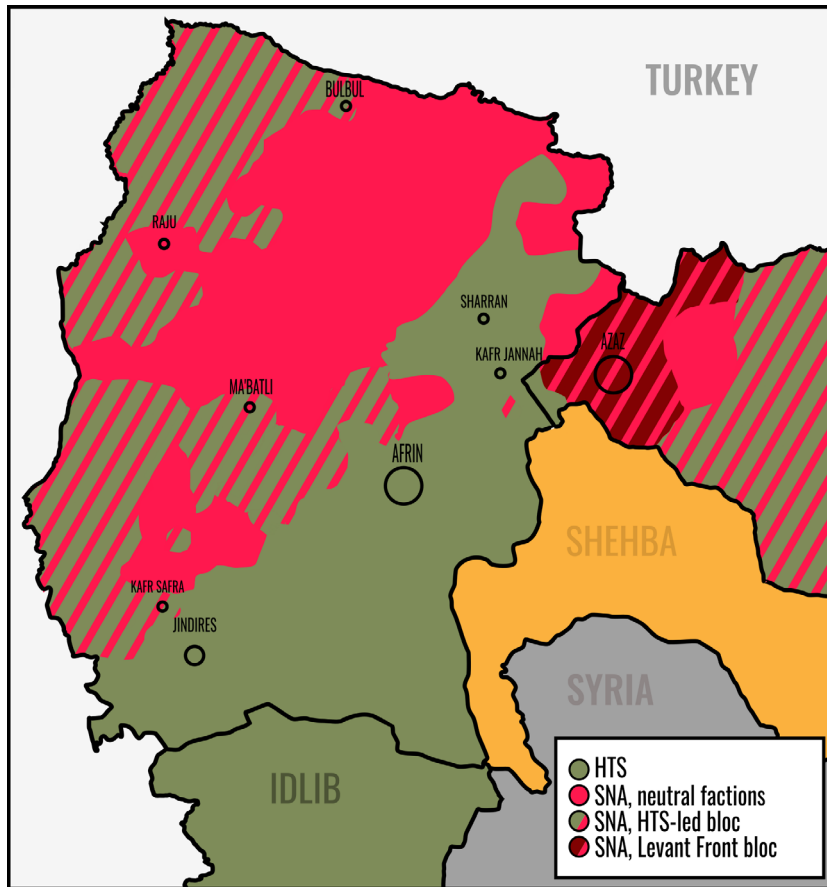 TURKEY
BULBUL
RAJU
SHARRAN
AZAZ
KAFR JANNAH
MA'BATLI
AFRIN
SHEHBA
KAFR SAFRA
JINDIRES
SYRIA
IDLIB
HTS
SNA, neutral factions
SNA, HTS-led bloc
SNA, Levant Front bloc